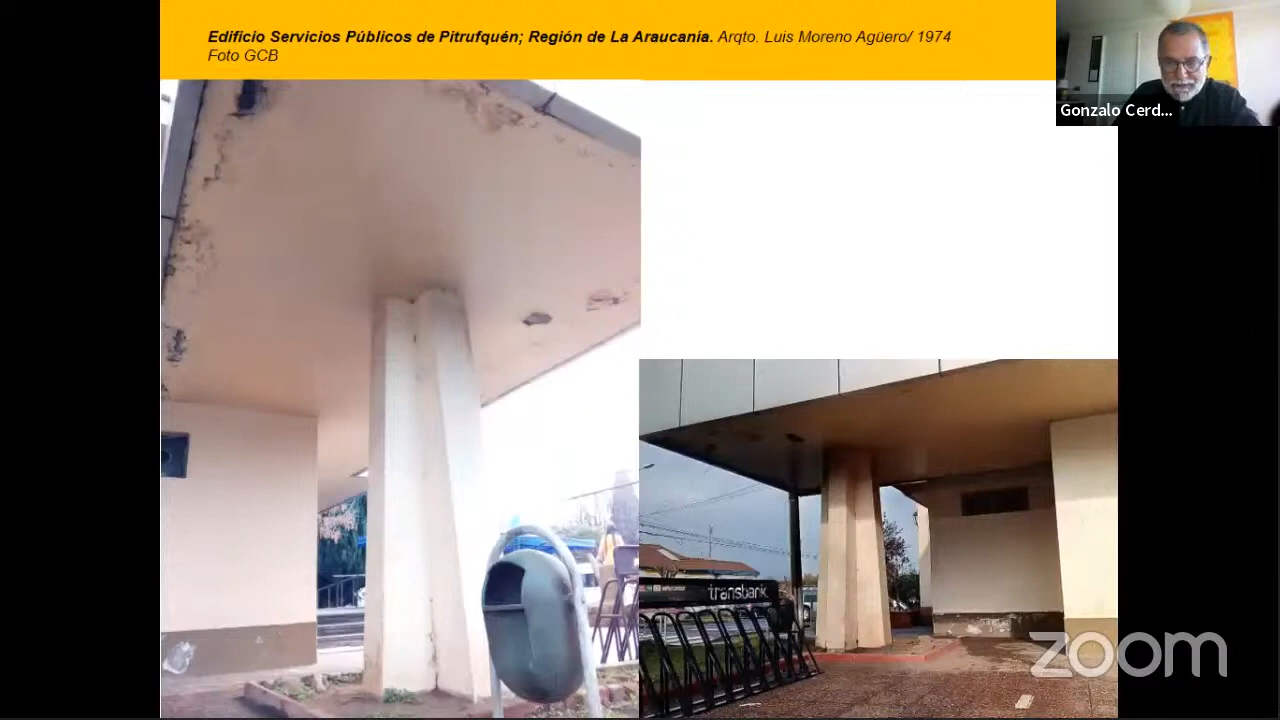 Edificio Servicios Públicos de Pitrufquén; Región de La Araucanía. Arqto. Luis Moreno Agüero/ 1974
Foto GCB
Gonzalo Cerd...
transbank.
zoom